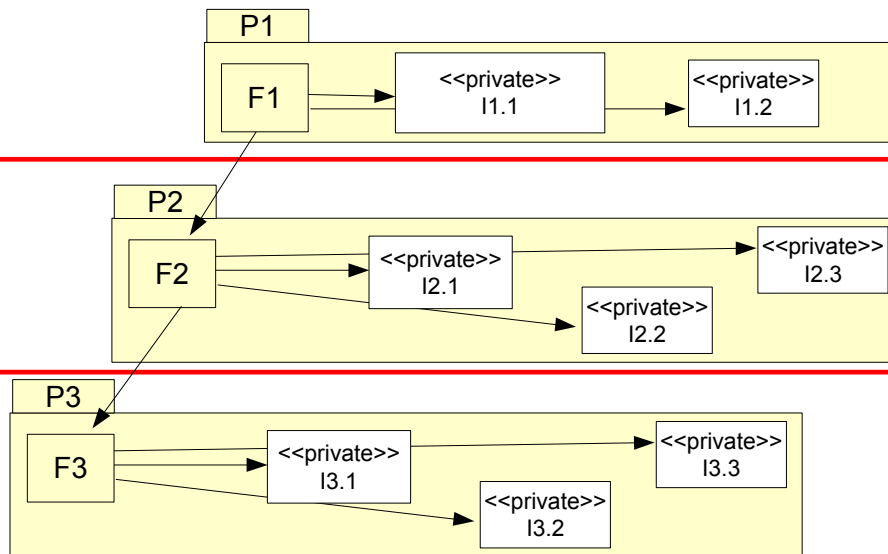 P1
F1
<<private>>
I1.1
<<private>>
I1.2
P2
F2
<<private>>
I2.1
<<private>>
I2.3
<<private>>
I2.2
P3
F3
<<private>>
I3.1
<<private>>
I3.3
<<private>>
I3.2